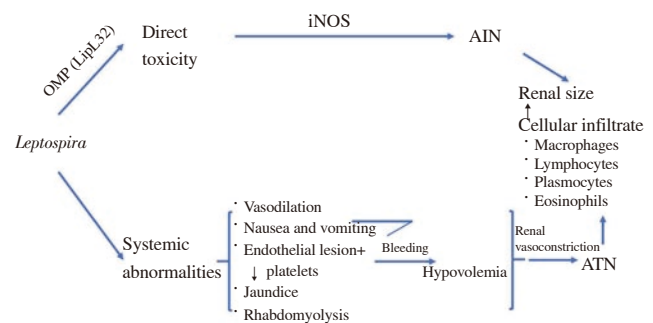 iNOS
OMP (LipL32)
Direct
toxicity
AIN
Renal size
↑
Cellular infiltrate
· Macrophages
· Lymphocytes
· Plasmocytes
· Eosinophils
Leptospira
Systemic
abnormalities
· Vasodilation
· Nausea and vomiting
· Endothelial lesion+
↓ platelets
· Jaundice
· Rhabdomyolysis
Bleeding
Hypovolemia
Renal
vasoconstriction
ATN